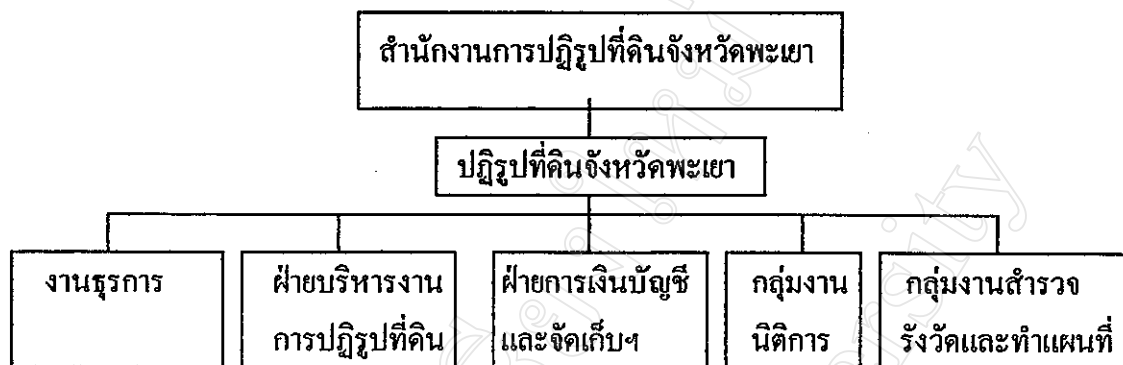 สำนักงานการปฏิรูปที่ดินจังหวัดพะเยา
ปฏิรูปที่ดินจังหวัดพะเยา
งานธุรการ
ฝ่ายบริหารงาน
การปฏิรูปที่ดิน
ฝ่ายการเงินบัญชี
และจัดเก็บฯ
กลุ่มงาน
นิติการ
กลุ่มงานสำรวจ
รังวัดและทำแผนที่